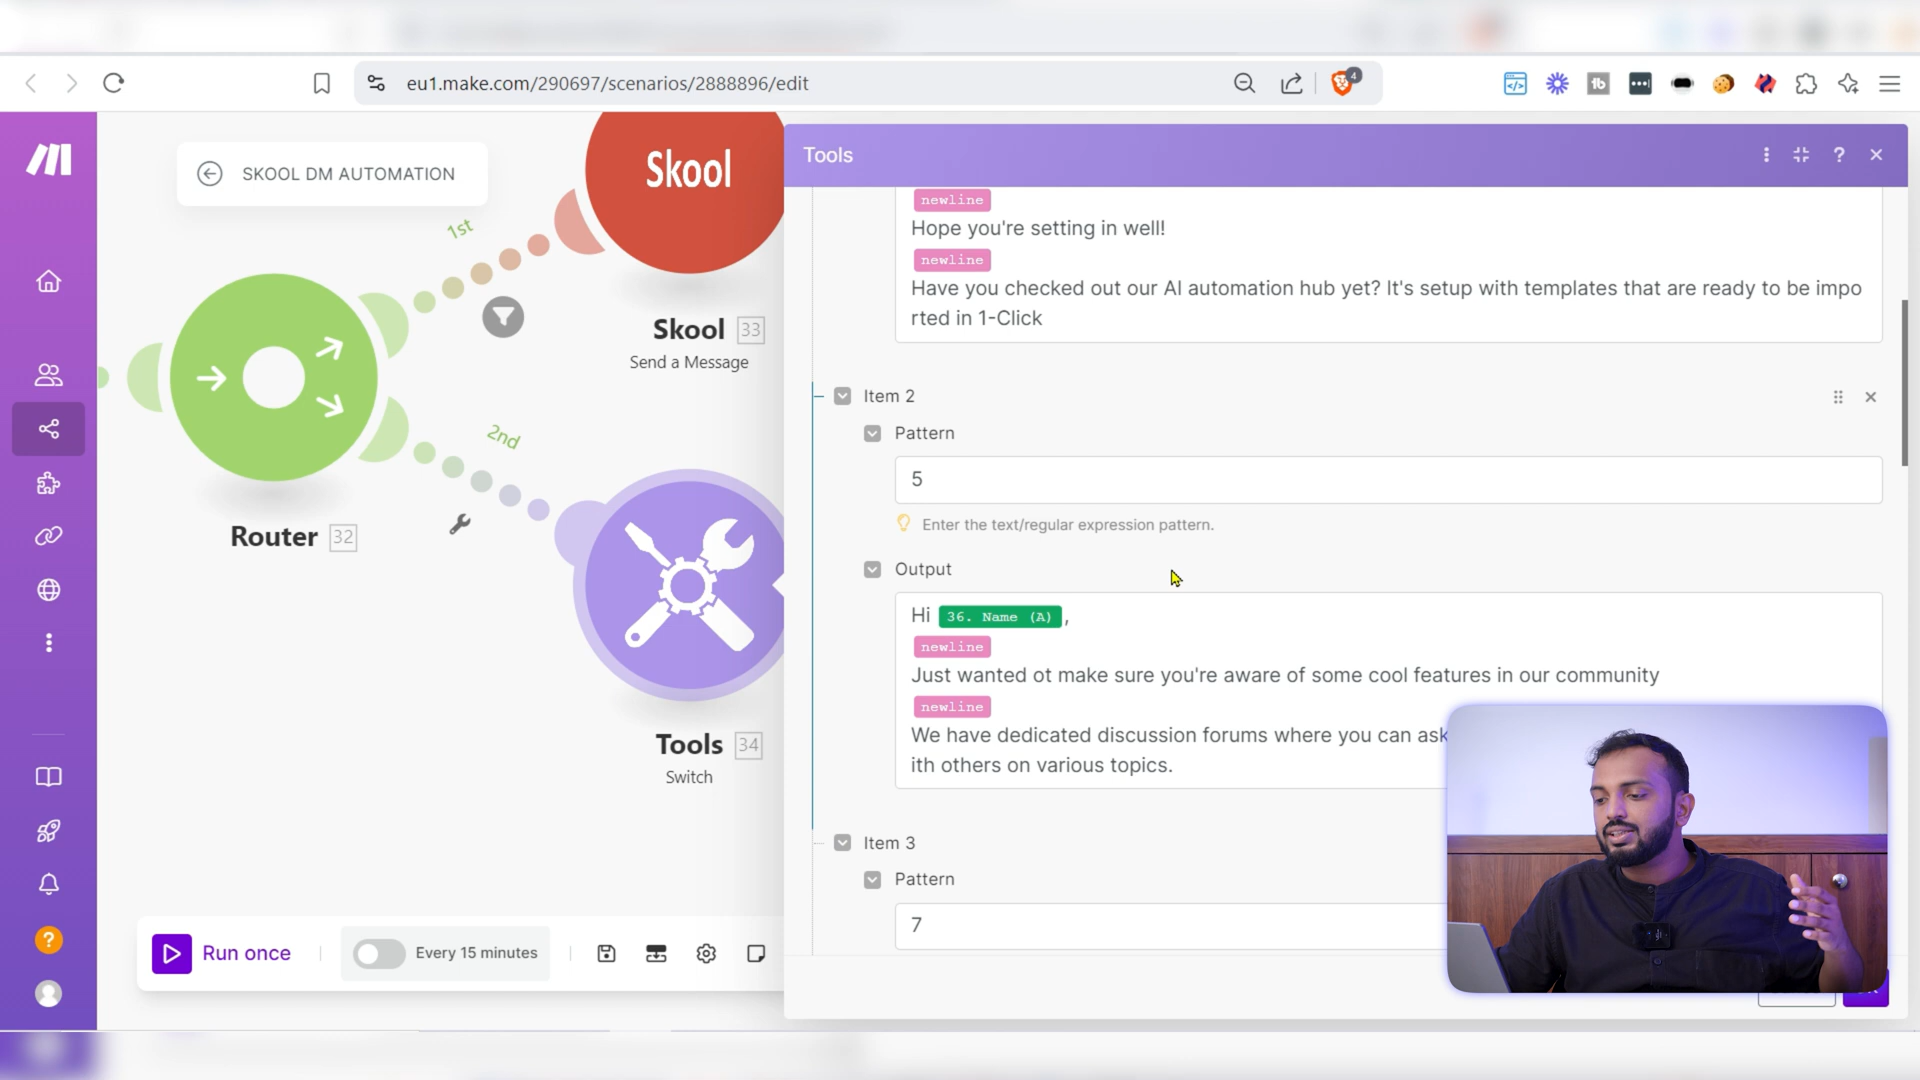 eu1.make.com/290697/scenarios/2888896/edit
4
SKOOL DM AUTOMATION
Skool
1st
Skool 33
Send a Message
2nd
Router 32
Tools 34
Switch
Run once
Every 15 minutes
?
Tools
?
newline
Hope you're setting in well!
newline
Have you checked out our AI automation hub yet? It's setup with templates that are ready to be impo
rted in 1-Click
Item 2
Pattern
5
Enter the text/regular expression pattern.
Output
Hi 36. Name (A) ,
newline
Just wanted ot make sure you're aware of some cool features in our community
newline
We have dedicated discussion forums where you can ask
ith others on various topics.
Item 3
Pattern
7